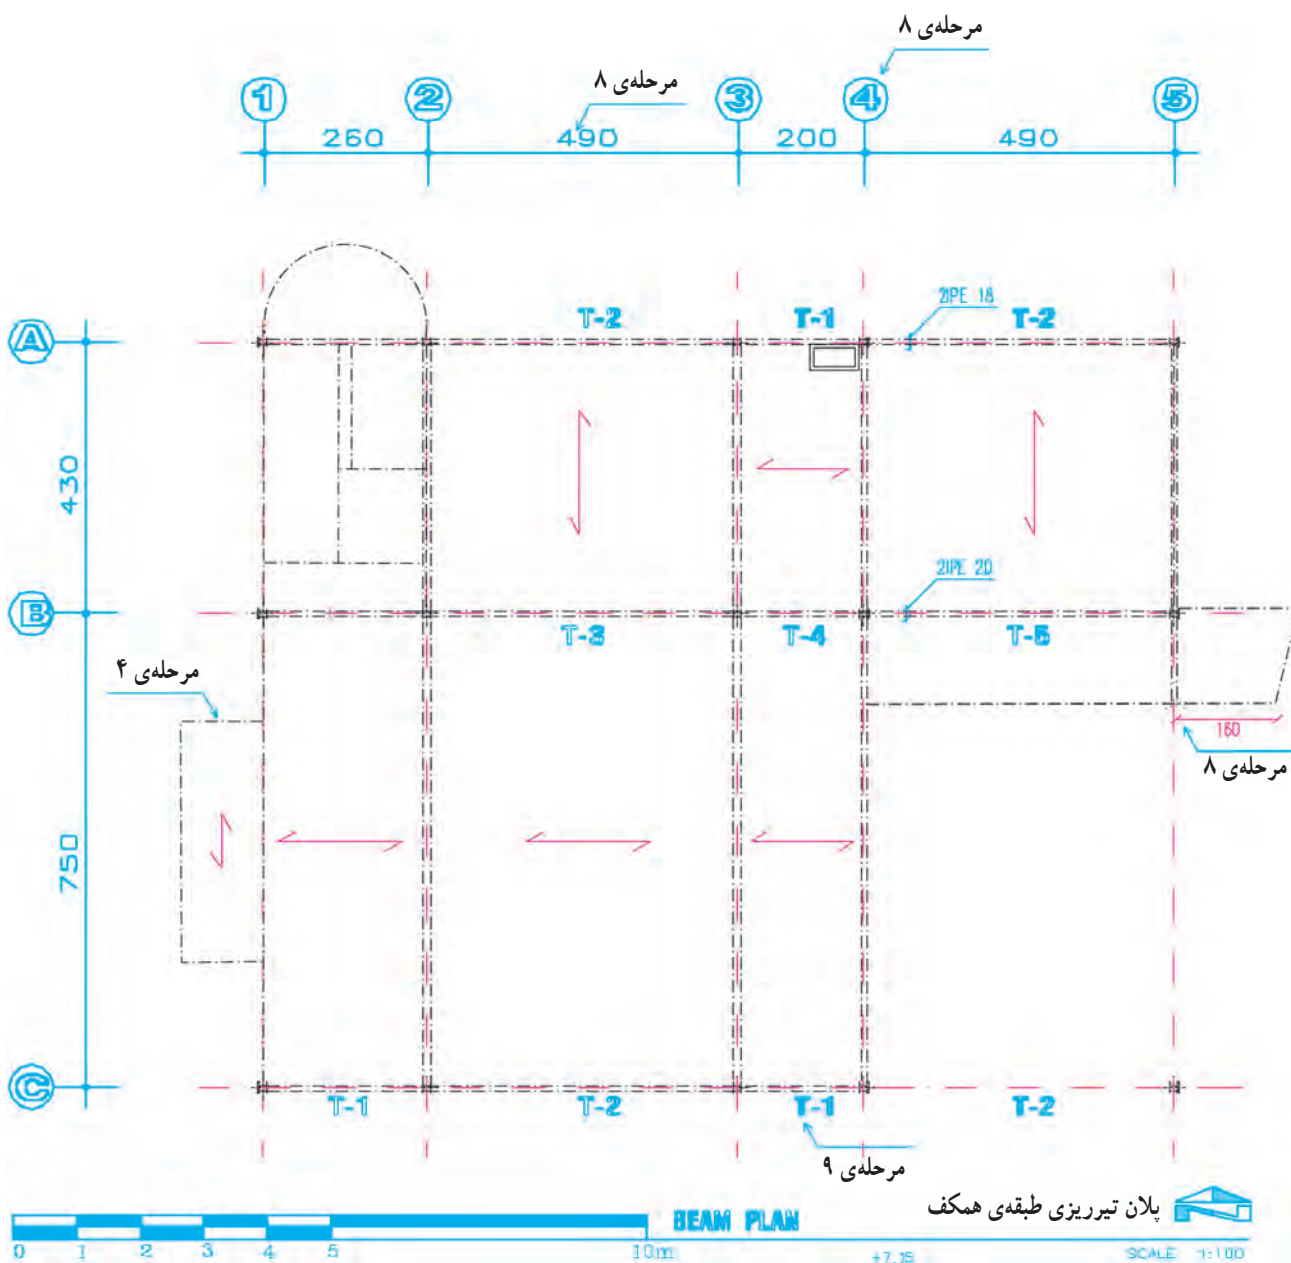 مرحله‌ی ۸
مرحله‌ی ۸
1 2 3 4 5
260 490 200 490
2IPE 18
T-2 T-1 T-2
A
430
2IPE 20
B
T-3 T-4 T-5
مرحله‌ی ۴
160
مرحله‌ی ۸
750
C
T-1 T-2 T-1 T-2
مرحله‌ی ۹
پلان تیرریزی طبقه‌ی همکف
BEAM PLAN
0 1 2 3 4 5 10m
SCALE 1:100